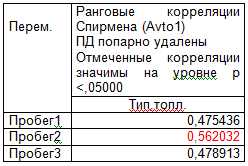 Перем.
Ранговые корреляции
Спирмена (Avto1)
ПД попарно удалены
Отмеченные корреляции
значимы на уровне p
<,05000
Тип.топл.
Пробег1 0,475436
Пробег2 0,562032
Пробег3 0,478913